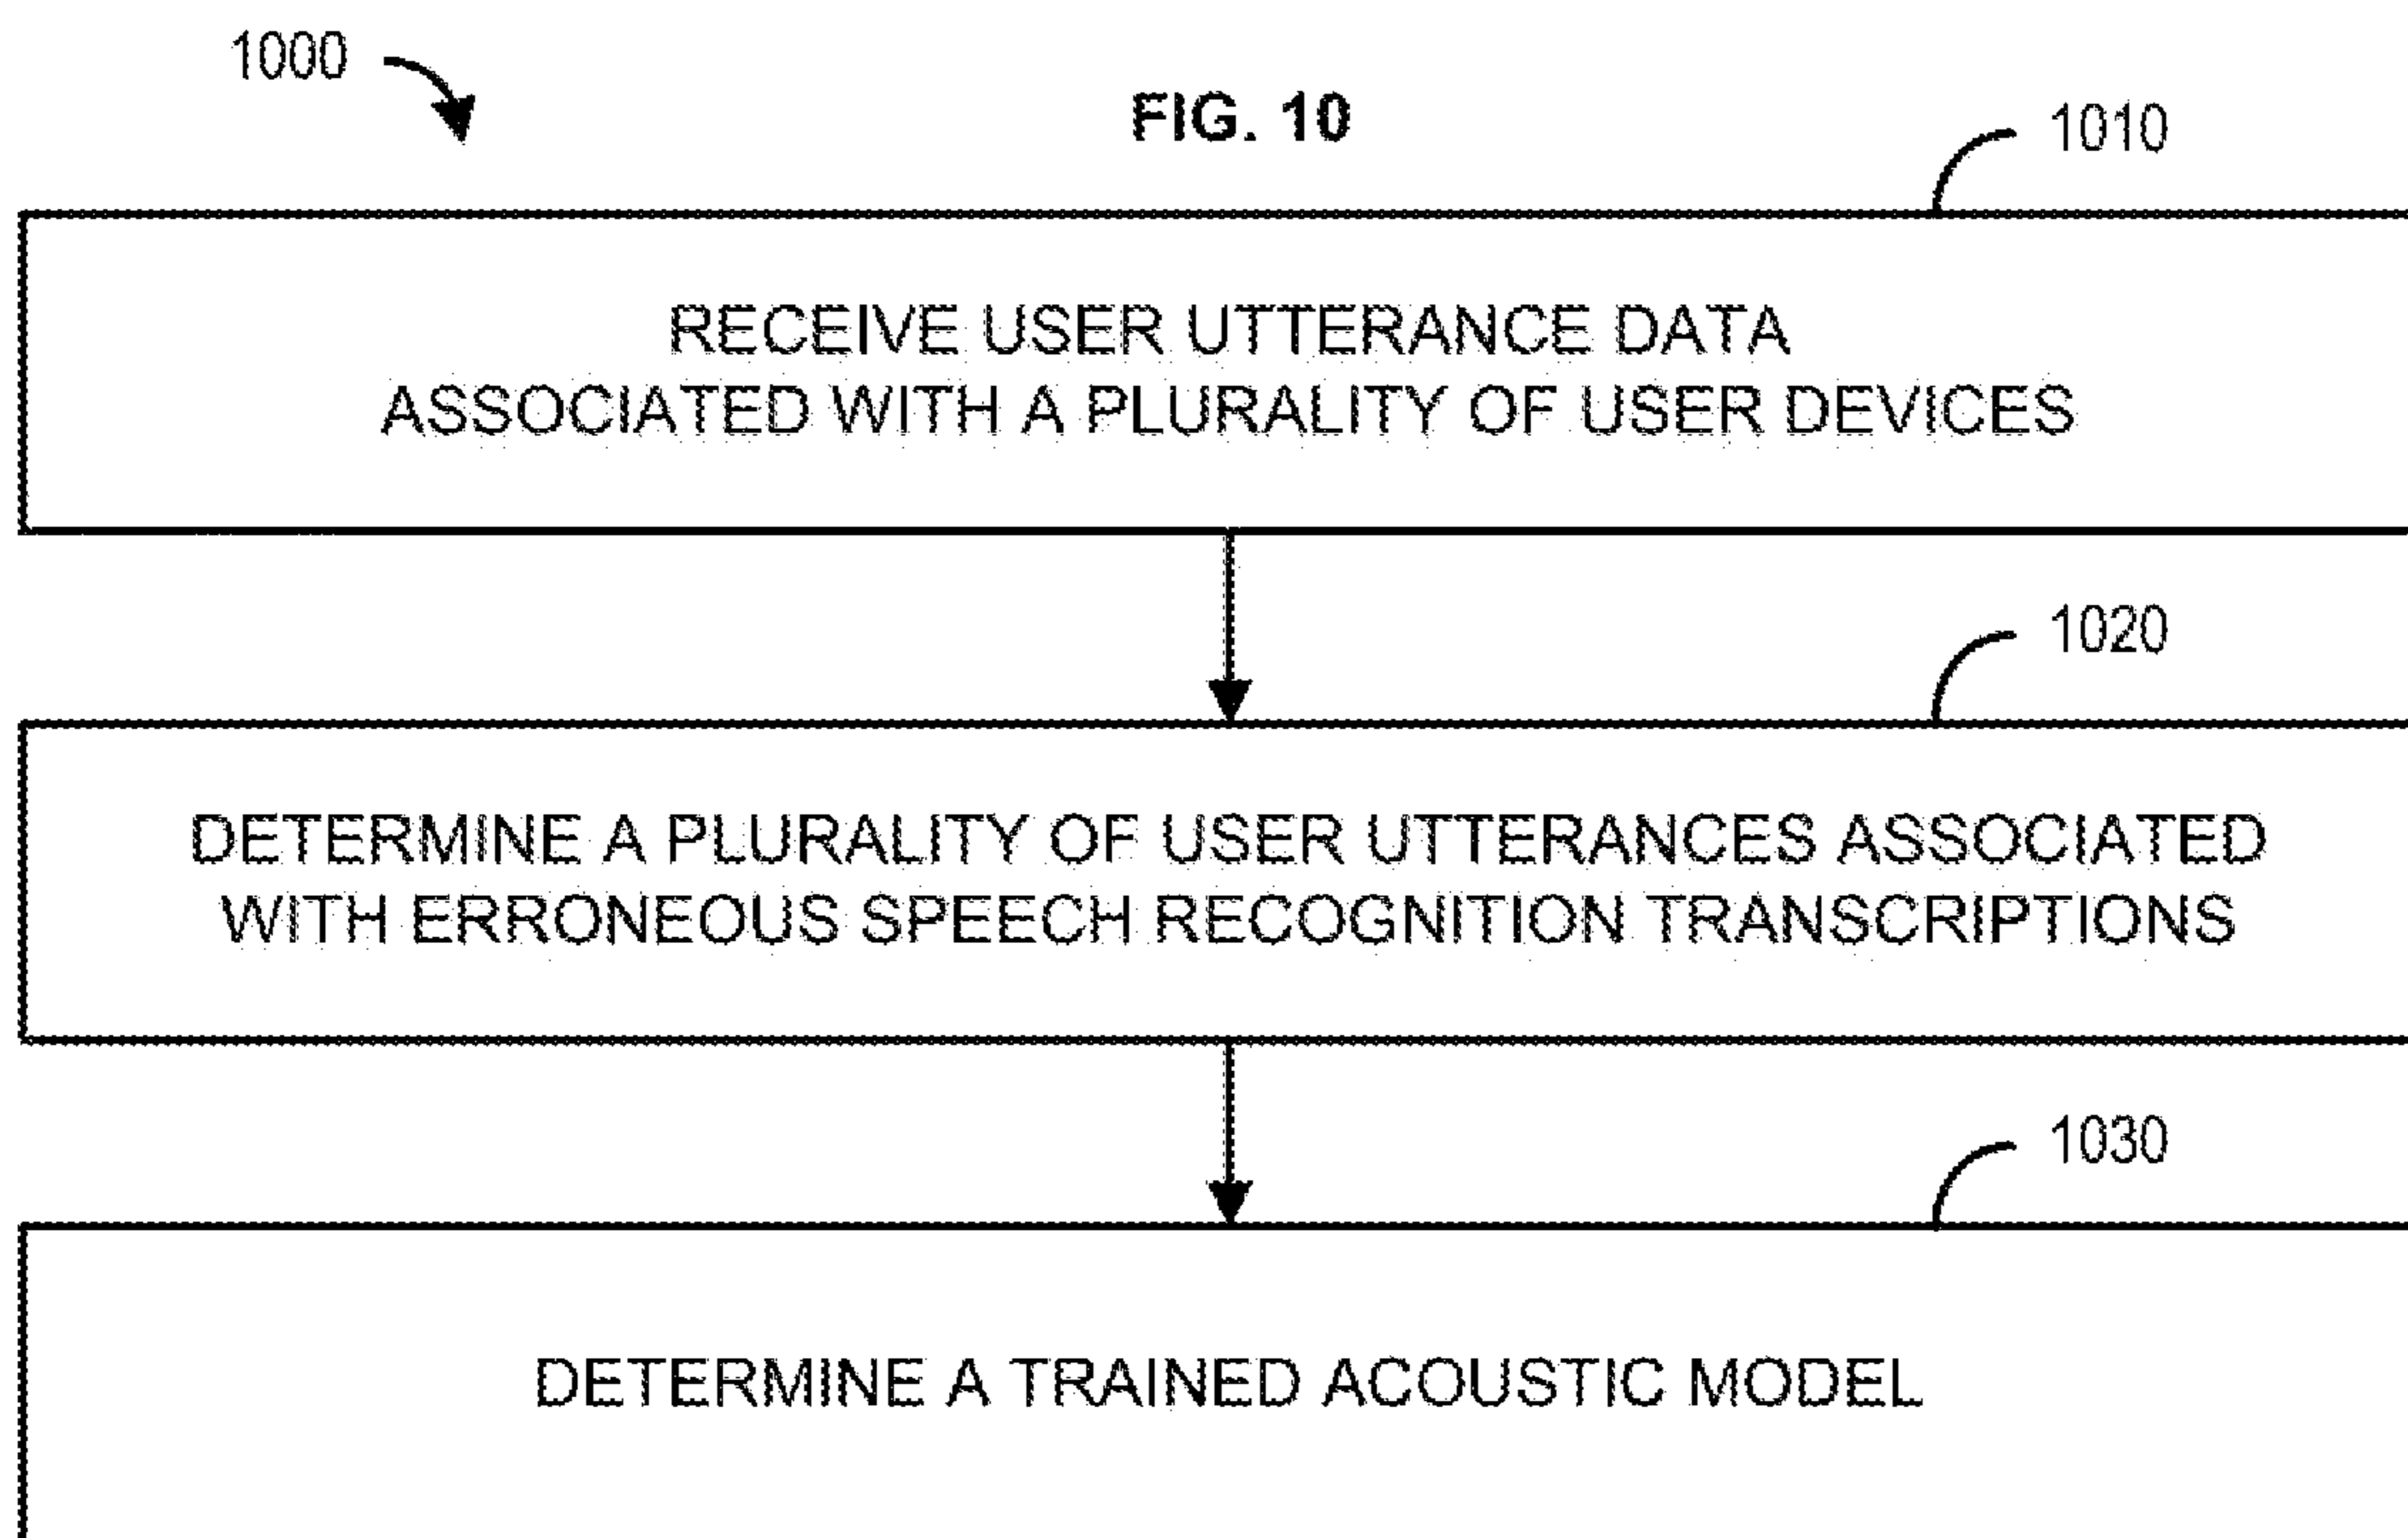 1000
FIG. 10
1010
RECEIVE USER UTTERANCE DATA
ASSOCIATED WITH A PLURALITY OF USER DEVICES
1020
DETERMINE A PLURALITY OF USER UTTERANCES ASSOCIATED
WITH ERRONEOUS SPEECH RECOGNITION TRANSCRIPTIONS
1030
DETERMINE A TRAINED ACOUSTIC MODEL